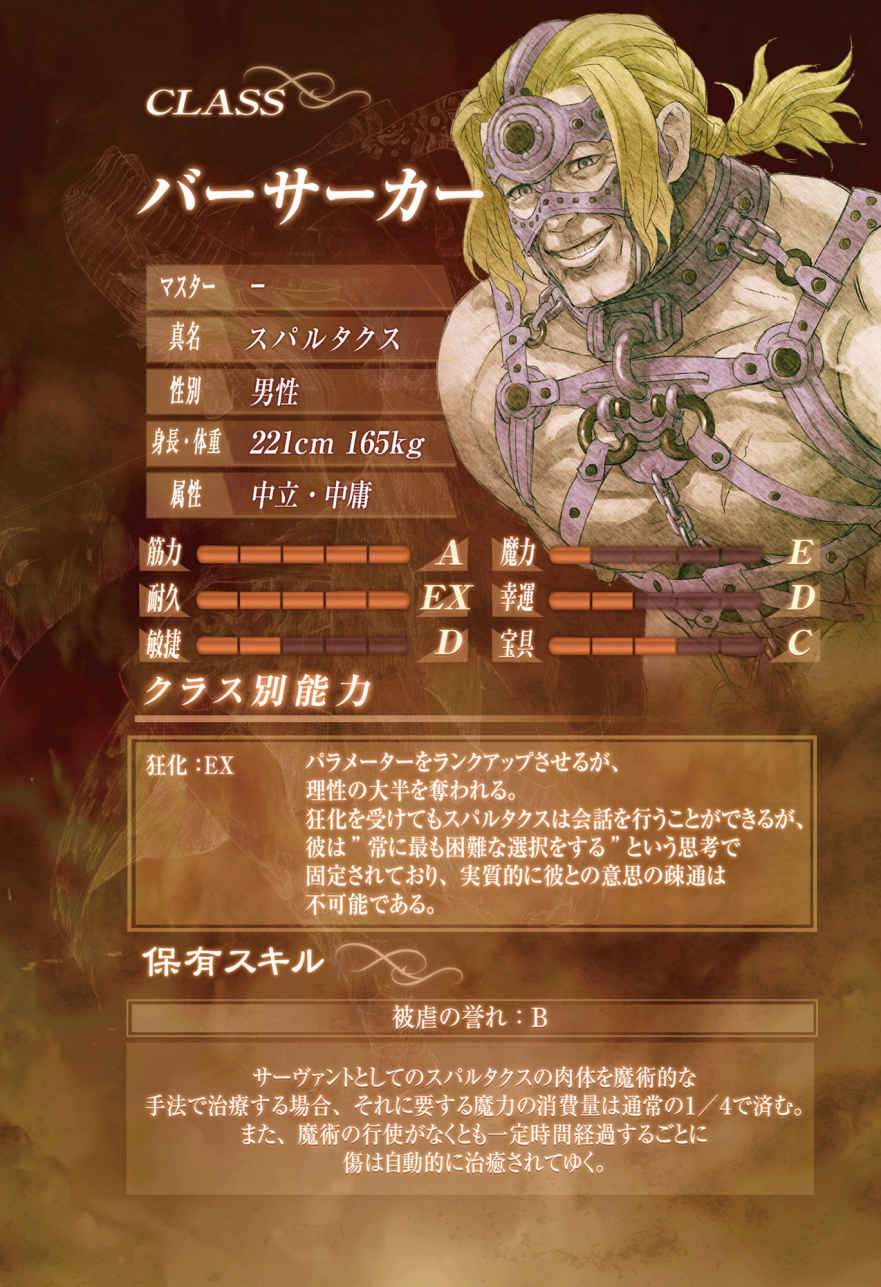 CLASS
バーサーカー
マスター －
真名 スパルタクス
性別 男性
身長・体重 221cm 165kg
属性 中立・中庸
筋力 A 魔力 E
耐久 EX 幸運 D
敏捷 D 宝具 C
クラス別能力
狂化：EX パラメーターをランクアップさせるが、
理性の大半を奪われる。
狂化を受けてもスパルタクスは会話を行うことができるが、
彼は”常に最も困難な選択をする”という思考で
固定されており、実質的に彼との意思の疎通は
不可能である。
保有スキル
被虐の誉れ：B
サーヴァントとしてのスパルタクスの肉体を魔術的な
手法で治療する場合、それに要する魔力の消費量は通常の1／4で済む。
また、魔術の行使がなくとも一定時間経過するごとに
傷は自動的に治癒されてゆく。